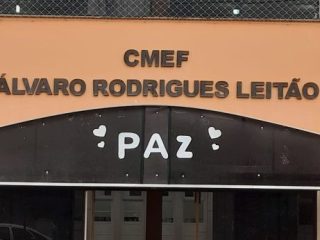 CMEF
ÁLVARO RODRIGUES LEITÃO
PAZ